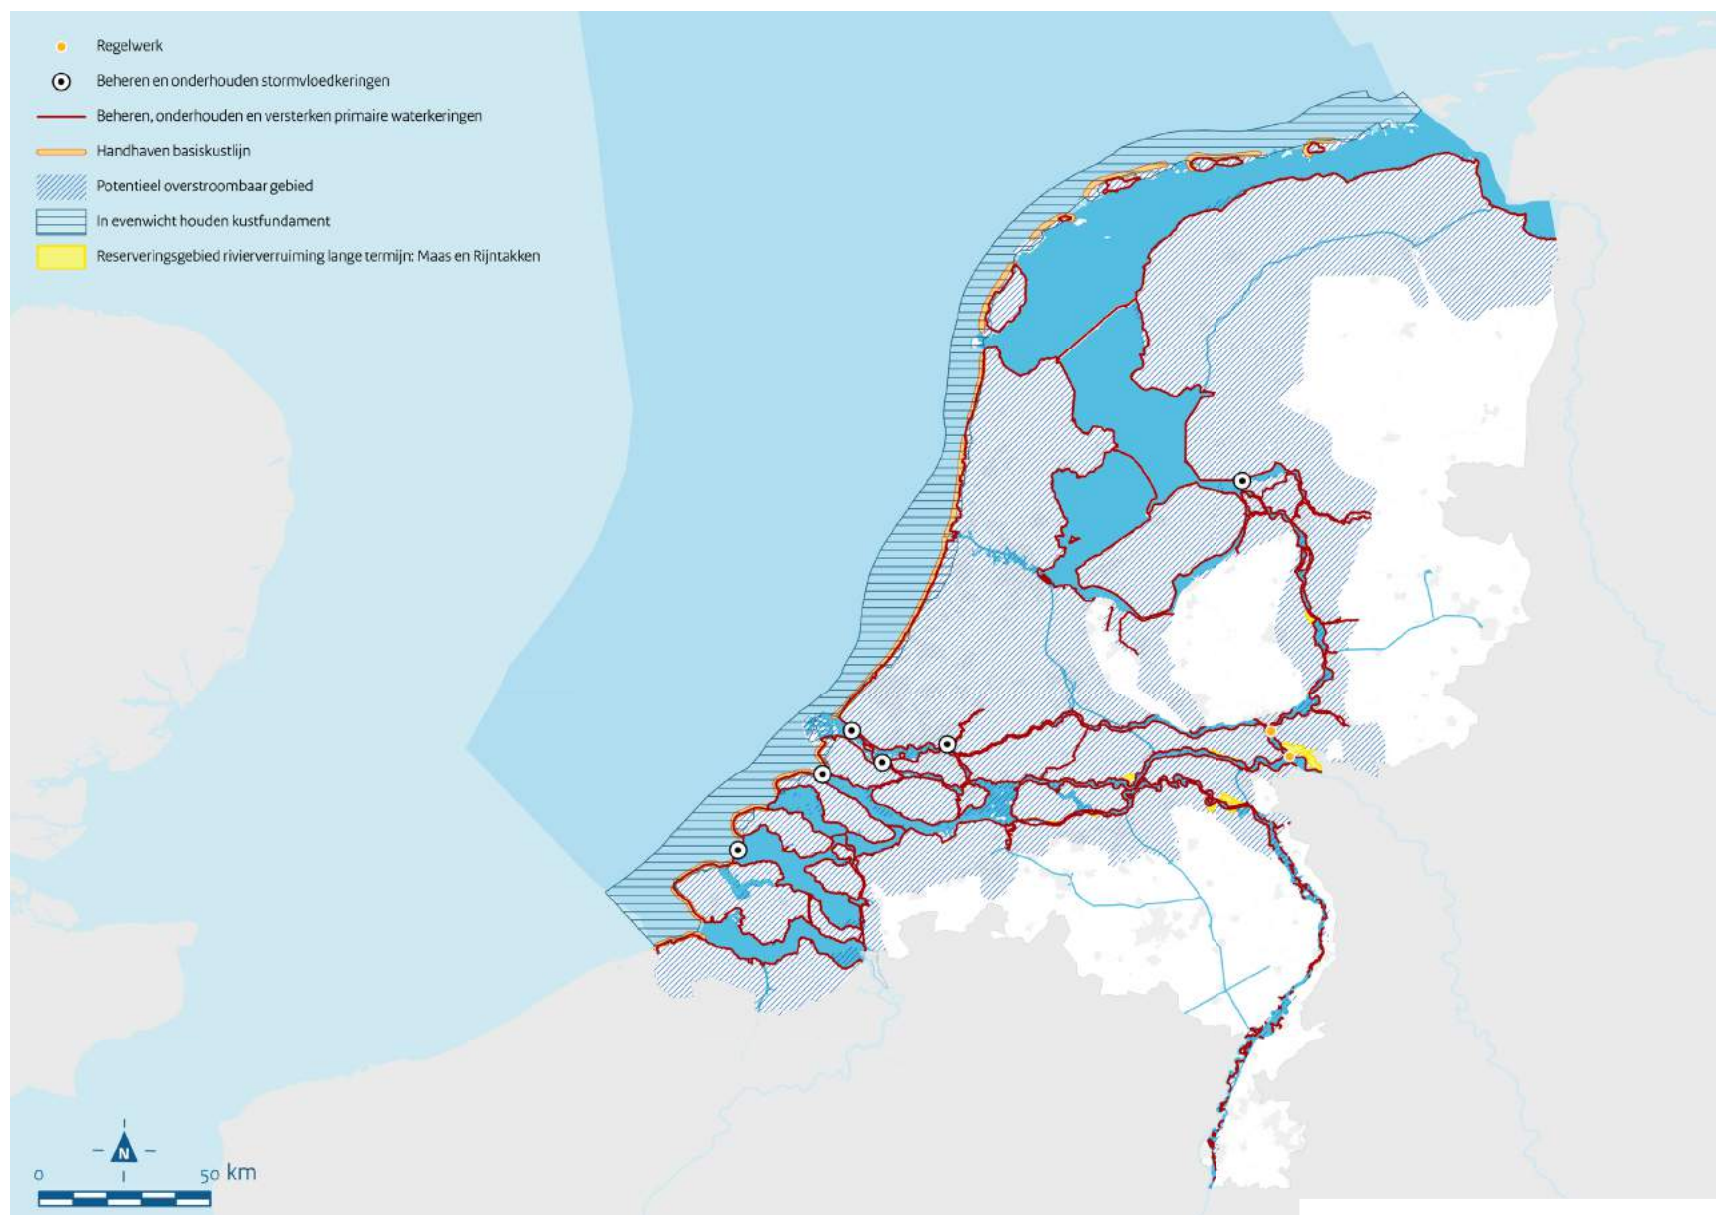 Regelwerk
Beheren en onderhouden stormvloedkeringen
Beheren, onderhouden en versterken primaire waterkeringen
Handhaven basiskustlijn
Potentieel overstroombaar gebied
In evenwicht houden kustfundament
Reserveringsgebied rivierverruiming lange termijn: Maas en Rijntakken
N
0 50 km